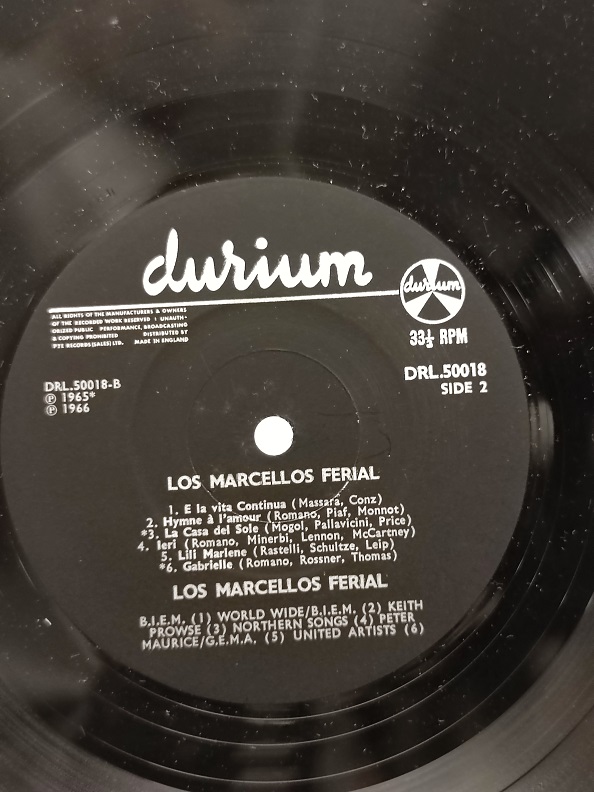 durium
durium
ALL RIGHTS OF THE MANUFACTURERS & OWNERS
OF THE RECORDED WORK RESERVED ! UNAUTH-
ORIZED PUBLIC PERFORMANCE, BROADCASTING
& COPYING PROHIBITED DISTRIBUTED BY
PYE RECORDS (SALES) LTD. MADE IN ENGLAND
33⅓ RPM
DRL.50018
SIDE 2
DRL.50018-B
Ⓟ 1965*
Ⓟ 1966
LOS MARCELLOS FERIAL
1. E la vita Continua (Massara, Conz)
2. Hymne à l'amour (Romano, Piaf, Monnot)
*3. La Casa del Sole (Mogol, Pallavicini, Price)
4. Ieri (Romano, Minerbi, Lennon, McCartney)
5. Lili Marlene (Rastelli, Schultze, Leip)
*6. Gabrielle (Romano, Rossner, Thomas)
LOS MARCELLOS FERIAL
B.I.E.M. (1) WORLD WIDE/B.I.E.M. (2) KEITH
PROWSE (3) NORTHERN SONGS (4) PETER
MAURICE/G.E.M.A. (5) UNITED ARTISTS (6)